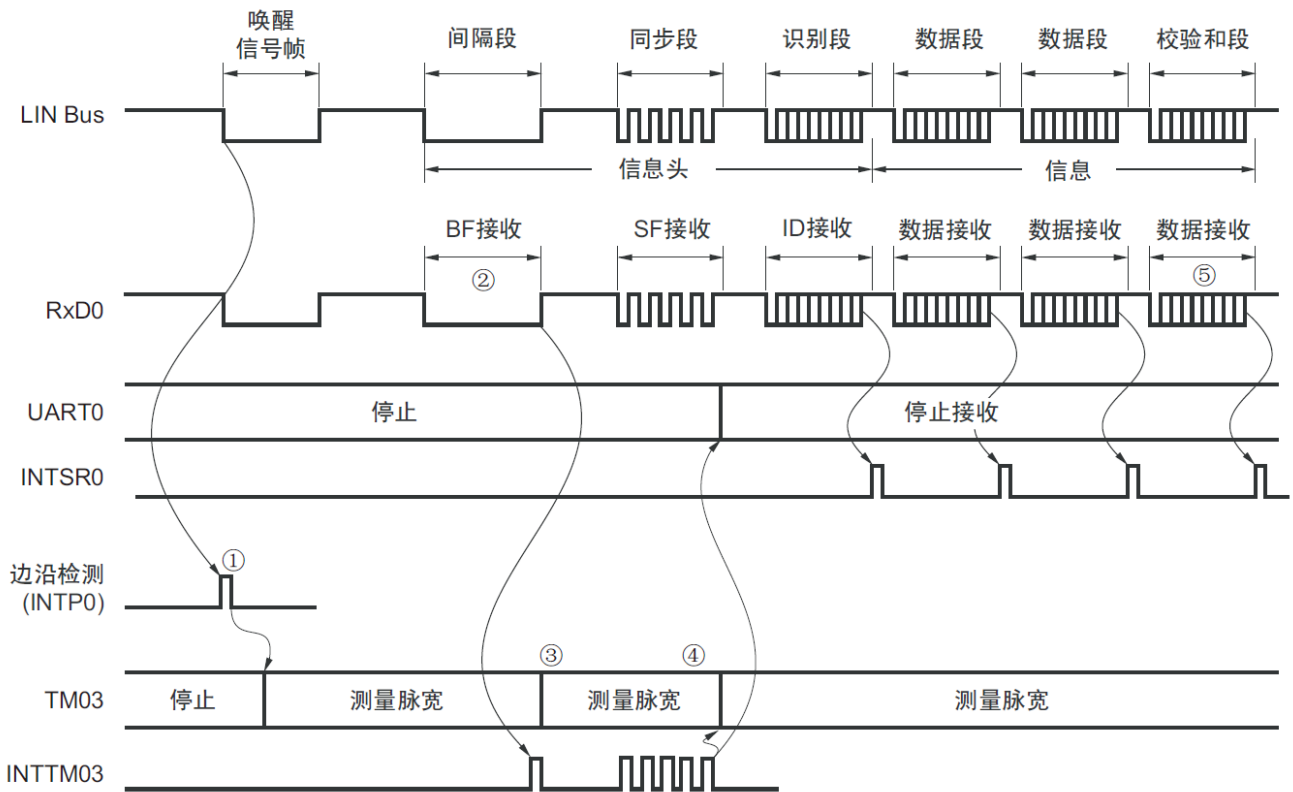 唤醒
信号帧
间隔段
同步段
识别段
数据段
数据段
校验和段
LIN Bus
信息头
信息
BF接收
SF接收
ID接收
数据接收
数据接收
数据接收
②
⑤
RxD0
UART0
停止
停止接收
INTSR0
①
边沿检测
(INTP0)
③
④
TM03
停止
测量脉宽
测量脉宽
测量脉宽
INTTM03